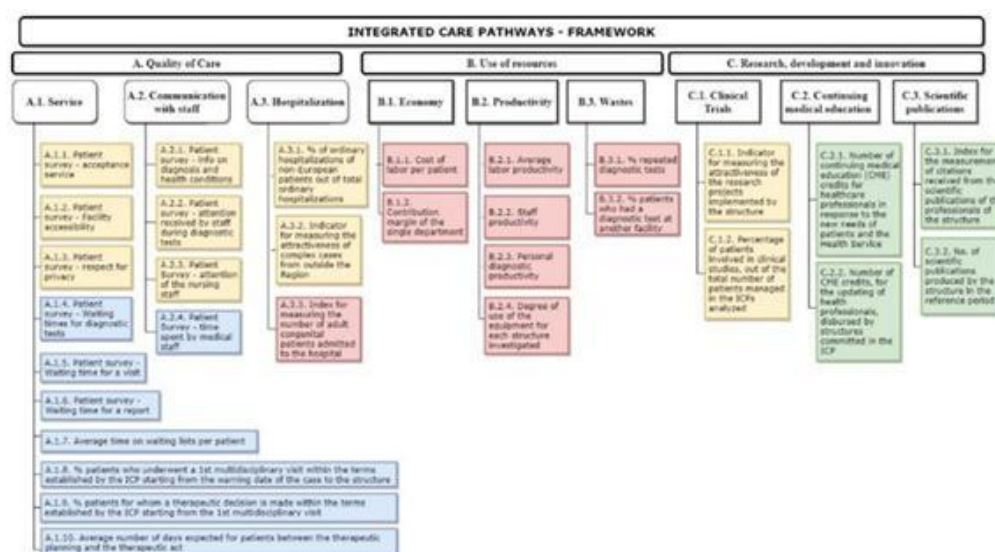 INTEGRATED CARE PATHWAYS - FRAMEWORK
A. Quality of Care
B. Use of resources
C. Research, development and innovation
A.1. Service
A.2. Communication
with staff
A.3. Hospitalization
B.1. Economy
B.2. Productivity
B.3. Wastes
C.1. Clinical
Trials
C.2. Continuing
medical education
C.3. Scientific
publications
A.1.1. Patient
survey - acceptance
service
A.1.2. Patient
survey - Facility
accessibility
A.1.3. Patient
survey - respect for
privacy
A.1.4. Patient
survey - Waiting
times for diagnostic
tests
A.1.5. Patient survey -
Waiting time for a visit
A.1.6. Patient survey -
Waiting time for a report
A.1.7. Average time on waiting lists per patient
A.1.8. % patients who underwent a 1st multidisciplinary visit within the terms
established by the ICP starting from the warning date of the case to the structure
A.1.9. % patients for whom a therapeutic decision is made within the terms
established by the ICP starting from the 1st multidisciplinary visit
A.1.10. Average number of days expected for patients between the therapeutic
planning and the therapeutic act
A.2.1. Patient
survey - info on
diagnosis and
health conditions
A.2.2. Patient
survey - attention
received by staff
during diagnostic
tests
A.2.3. Patient
Survey - attention
of the nursing
staff
A.2.4. Patient
Survey - time
spent by medical
staff
A.3.1. % of ordinary
hospitalizations of
non-European
patients out of total
ordinary
hospitalizations
A.3.2. Indicator
for measuring the
attractiveness of
complex cases
from outside the
Region
A.3.3. Index for
measuring the
number of adult
congenital
patients admitted
to the hospital
B.1.1. Cost of
labor per patient
B.1.2.
Contribution
margin of the
single department
B.2.1. Average
labor productivity
B.2.2. Staff
productivity
B.2.3. Personal
diagnostic
productivity
B.2.4. Degree of
use of the
equipment for
each structure
investigated
B.3.1. % repeated
diagnostic tests
B.3.2. % patients
who had a
diagnostic test at
another facility
C.1.1. Indicator
for measuring the
attractiveness of
the research
projects
implemented by
the structure
C.1.2. Percentage
of patients
involved in clinical
studies, out of the
total number of
patients managed
in the ICPs
analyzed
C.2.1. Number of
continuing medical
education (CME)
credits for
healthcare
professionals in
response to the
new needs of
patients and the
Health Service
C.2.2. Number of
CME credits, for
the updating of
health
professionals,
disbursed by
structures
committed in the
ICP
C.3.1. Index for
the measurement
of citations
received from the
scientific
publications of the
professionals of
the structure
C.3.2. No. of
scientific
publications
produced by the
structure in the
reference period